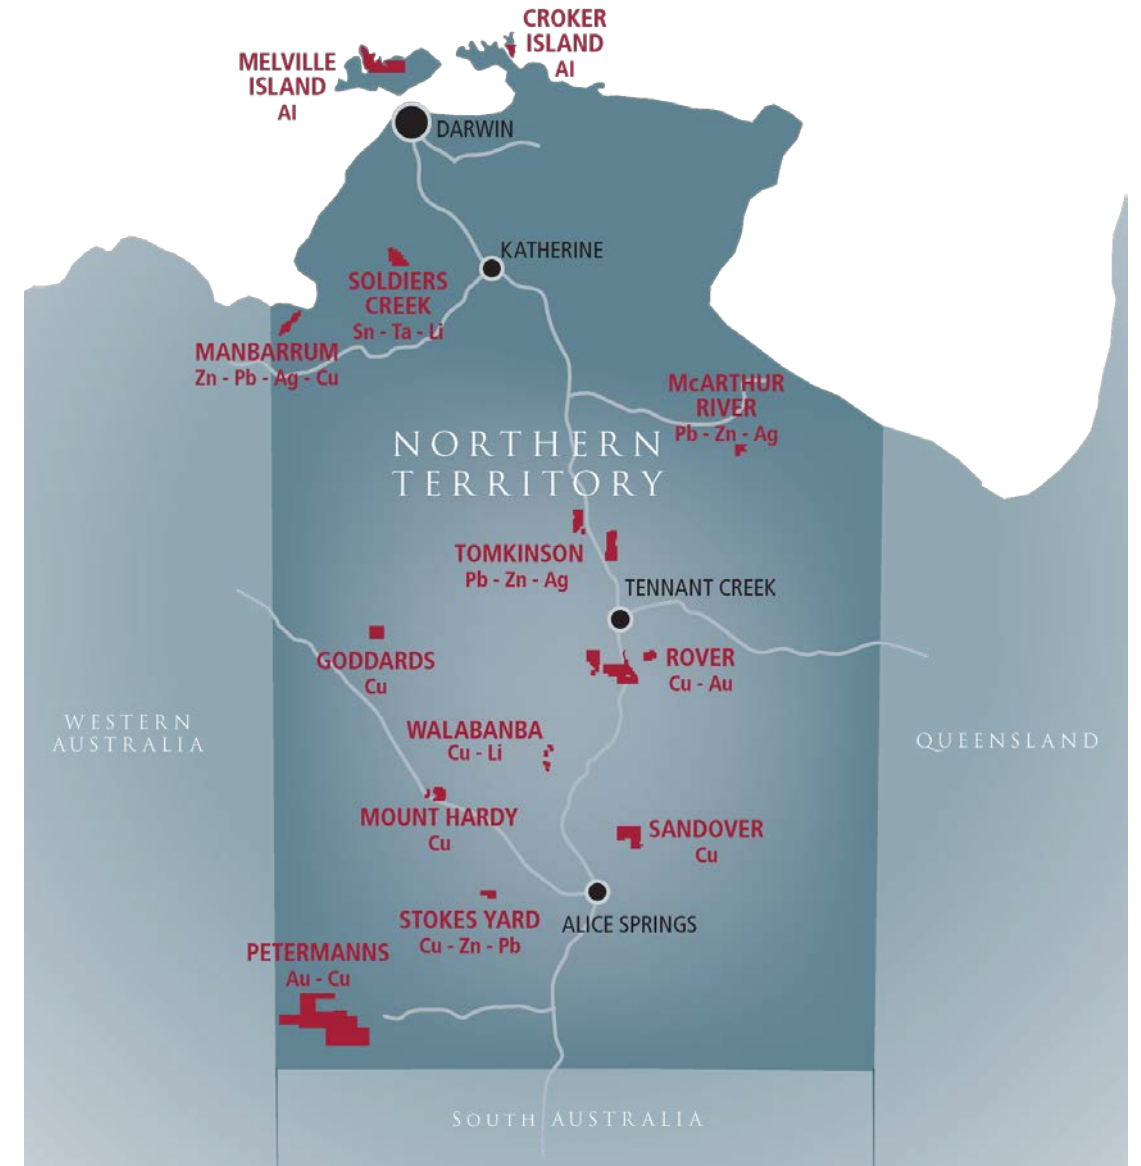 CROKER
ISLAND
Al
MELVILLE
ISLAND
Al
DARWIN
KATHERINE
SOLDIERS
CREEK
Sn - Ta - Li
MANBARRUM
Zn - Pb - Ag - Cu
McARTHUR
RIVER
Pb - Zn - Ag
NORTHERN
TERRITORY
TOMKINSON
Pb - Zn - Ag
TENNANT CREEK
GODDARDS
Cu
ROVER
Cu - Au
WESTERN
AUSTRALIA
WALABANBA
Cu - Li
QUEENSLAND
MOUNT HARDY
Cu
SANDOVER
Cu
STOKES YARD
Cu - Zn - Pb
ALICE SPRINGS
PETERMANNS
Au - Cu
SOUTH AUSTRALIA